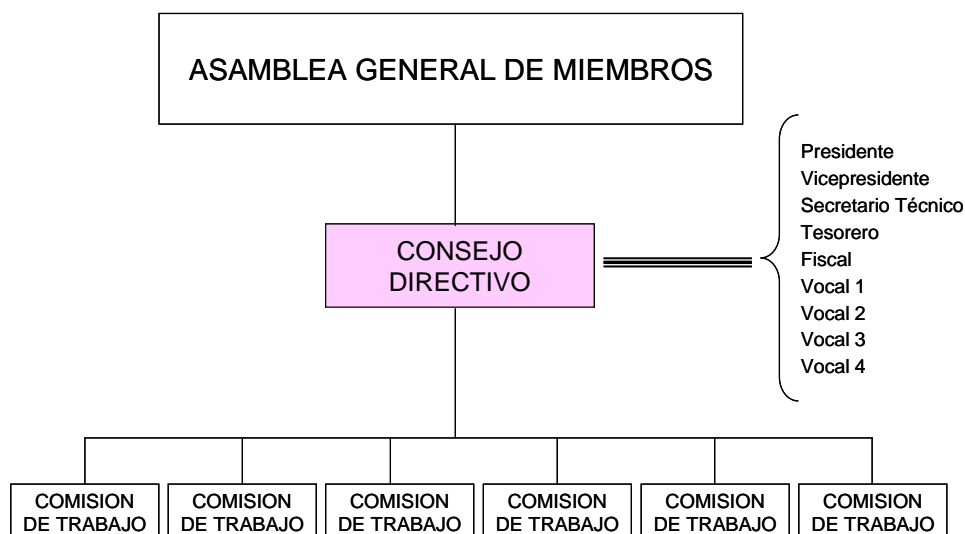 ASAMBLEA GENERAL DE MIEMBROS
Presidente
Vicepresidente
Secretario Técnico
Tesorero
Fiscal
Vocal 1
Vocal 2
Vocal 3
Vocal 4
CONSEJO
DIRECTIVO
COMISION
DE TRABAJO
COMISION
DE TRABAJO
COMISION
DE TRABAJO
COMISION
DE TRABAJO
COMISION
DE TRABAJO
COMISION
DE TRABAJO